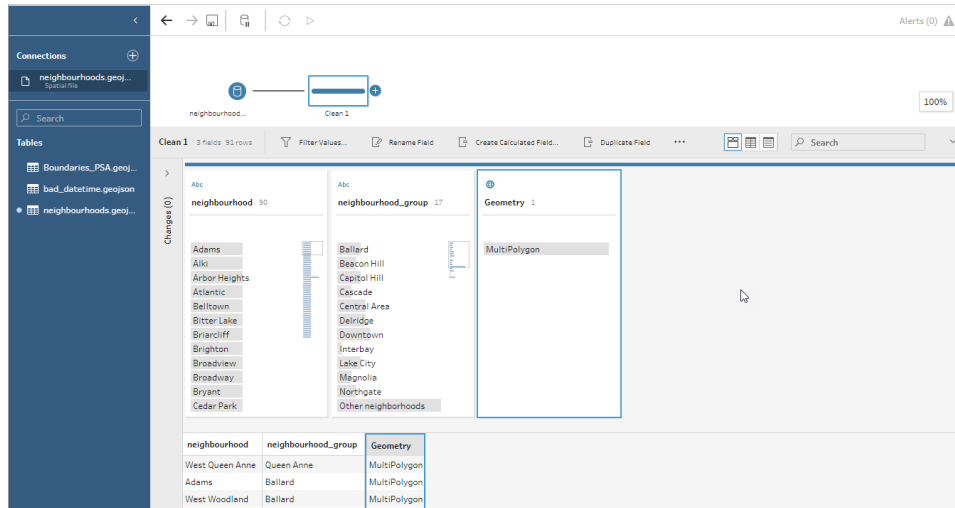 Alerts (0)
Connections
neighbourhoods.geoj...
Spatial file
Search
Tables
Boundaries_PSA.geoj...
bad_datetime.geojson
neighbourhoods.geoj...
neighbourhood...
Clean 1
100%
Clean 1 3 fields 91 rows Filter Values... Rename Field Create Calculated Field... Duplicate Field ... Search
Changes (0)
Abc
neighbourhood 90
Adams
Alki
Arbor Heights
Atlantic
Belltown
Bitter Lake
Briarcliff
Brighton
Broadview
Broadway
Bryant
Cedar Park
Abc
neighbourhood_group 17
Ballard
Beacon Hill
Capitol Hill
Cascade
Central Area
Delridge
Downtown
Interbay
Lake City
Magnolia
Northgate
Other neighborhoods
Geometry 1
MultiPolygon
neighbourhood neighbourhood_group Geometry
West Queen Anne Queen Anne MultiPolygon
Adams Ballard MultiPolygon
West Woodland Ballard MultiPolygon